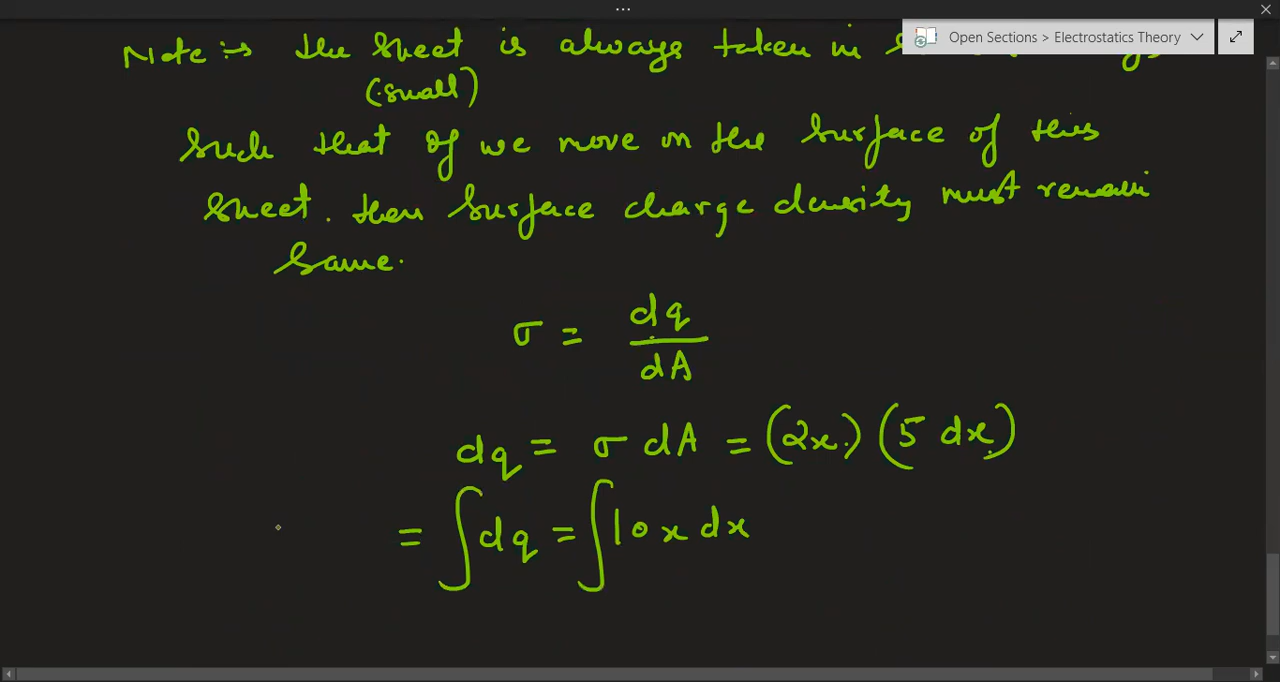 ...
Open Sections > Electrostatics Theory
Note :→ the sheet is always taken in
(small)
such that if we move on the surface of this
sheet. then surface charge density must remain
same.
σ = dq/dA
dq = σ dA = (2x) (5 dx)
= ∫dq = ∫10x dx